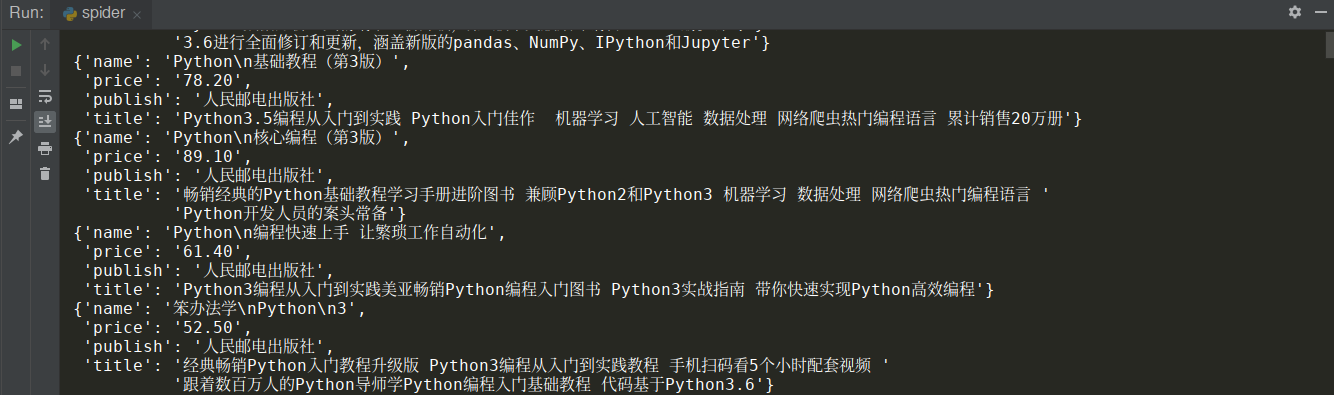 Run: spider
'3.6进行全面修订和更新，涵盖新版的pandas、NumPy、IPython和Jupyter'}
{'name': 'Python\n基础教程（第3版）',
'price': '78.20',
'publish': '人民邮电出版社',
'title': 'Python3.5编程从入门到实践 Python入门佳作  机器学习 人工智能 数据处理 网络爬虫热门编程语言 累计销售20万册'}
{'name': 'Python\n核心编程（第3版）',
'price': '89.10',
'publish': '人民邮电出版社',
'title': '畅销经典的Python基础教程学习手册进阶图书 兼顾Python2和Python3 机器学习 数据处理 网络爬虫热门编程语言 '
'Python开发人员的案头常备'}
{'name': 'Python\n编程快速上手 让繁琐工作自动化',
'price': '61.40',
'publish': '人民邮电出版社',
'title': 'Python3编程从入门到实践美亚畅销Python编程入门图书 Python3实战指南 带你快速实现Python高效编程'}
{'name': '笨办法学\nPython\n3',
'price': '52.50',
'publish': '人民邮电出版社',
'title': '经典畅销Python入门教程升级版 Python3编程从入门到实践教程 手机扫码看5个小时配套视频 '
'跟着数百万人的Python导师学Python编程入门基础教程 代码基于Python3.6'}